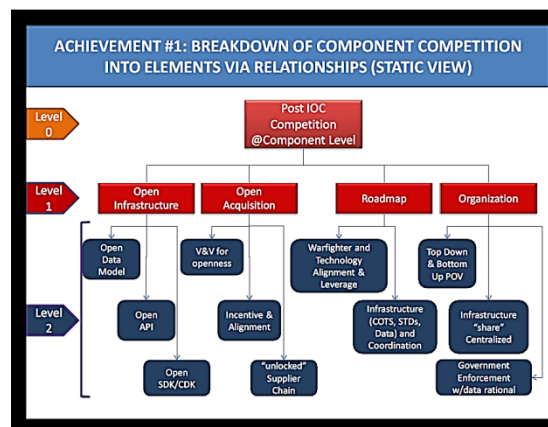 ACHIEVEMENT #1: BREAKDOWN OF COMPONENT COMPETITION
INTO ELEMENTS VIA RELATIONSHIPS (STATIC VIEW)
Level
0
Post IOC
Competition
@Component Level
Level
1
Open
Infrastructure
Open
Acquisition
Roadmap
Organization
Level
2
Open
Data
Model
V&V for
openness
Warfighter and
Technology
Alignment &
Leverage
Top Down
& Bottom
Up POV
Open
API
Incentive &
Alignment
Infrastructure
(COTS, STDs,
Data) and
Coordination
Infrastructure
"share"
Centralized
Open
SDK/CDK
"unlocked"
Supplier
Chain
Government
Enforcement
w/data rational